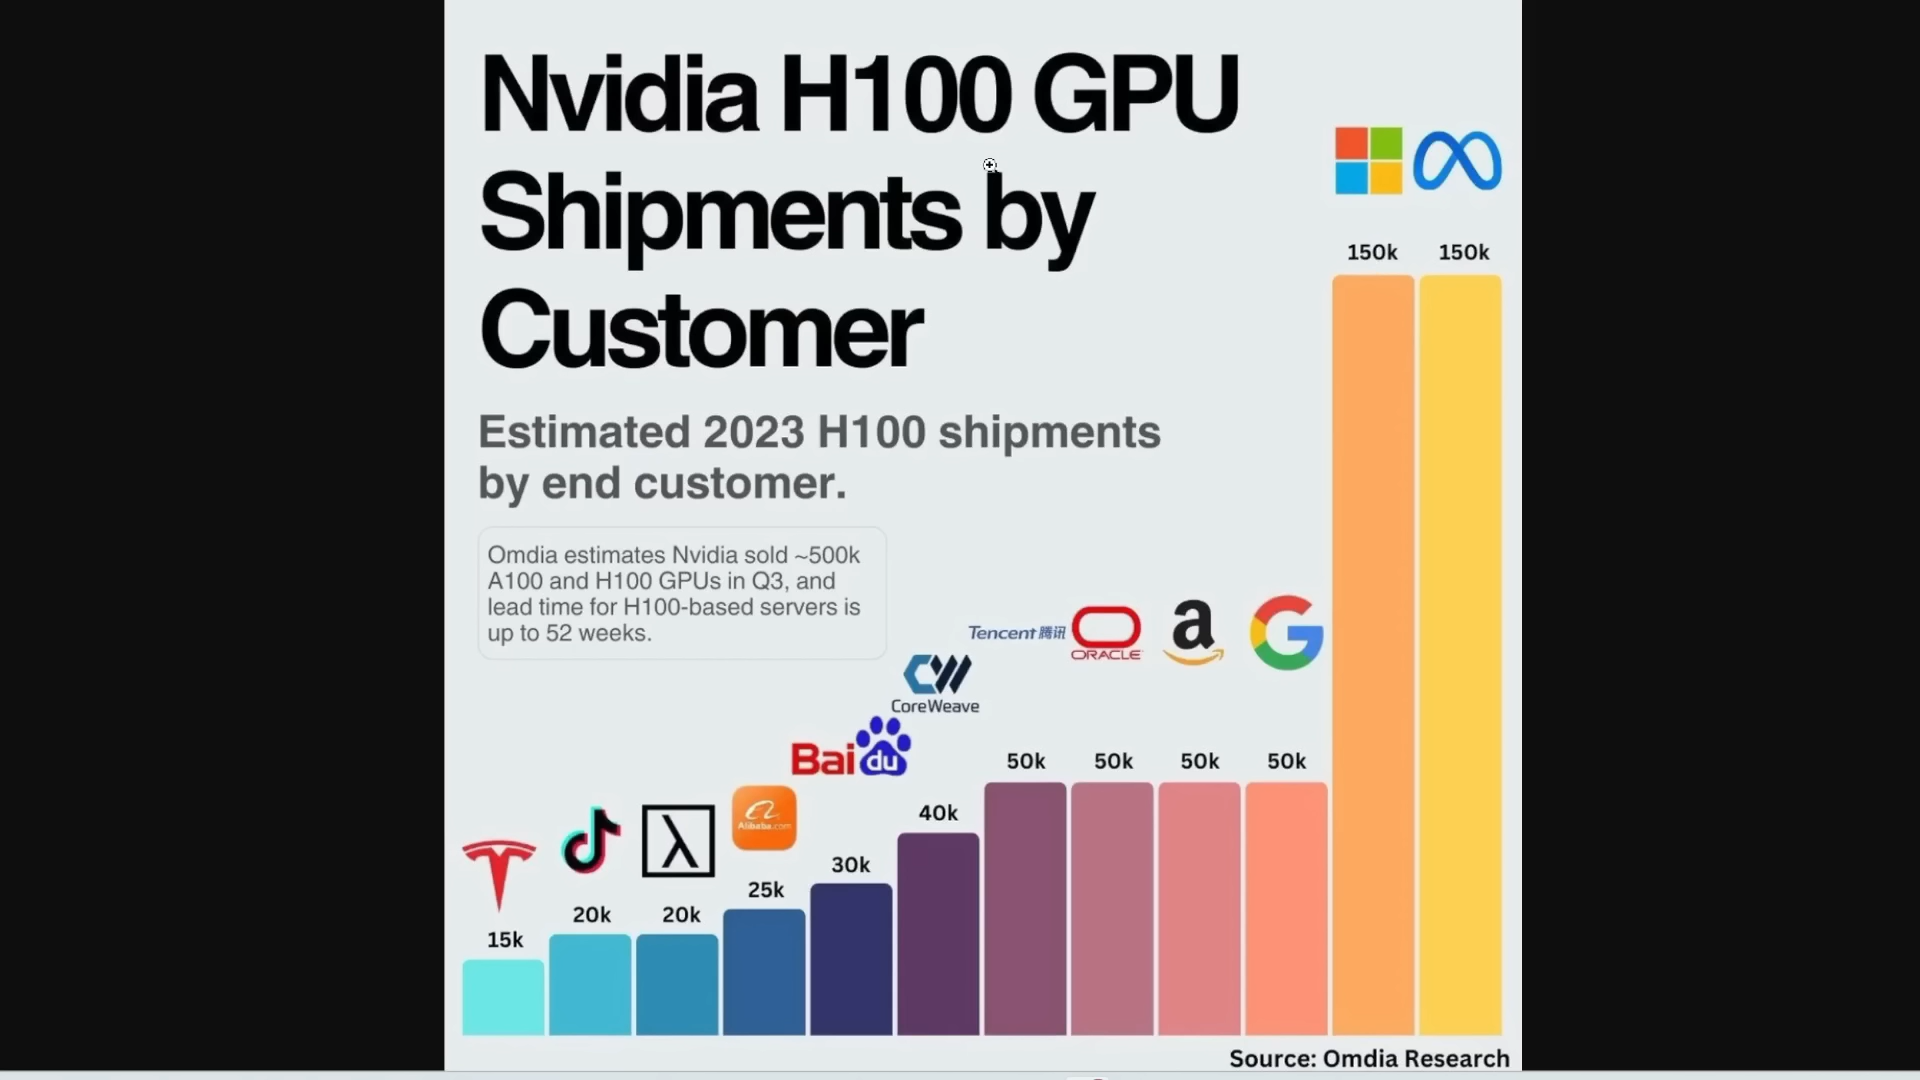 Nvidia H100 GPU
Shipments by
Customer
Estimated 2023 H100 shipments
by end customer.
Omdia estimates Nvidia sold ~500k
A100 and H100 GPUs in Q3, and
lead time for H100-based servers is
up to 52 weeks.
150k 150k
Tencent 腾讯
ORACLE
a
G
CW
CoreWeave
Baidu
Alibaba.com
50k 50k 50k 50k
40k
30k
25k
20k 20k
15k
Source: Omdia Research